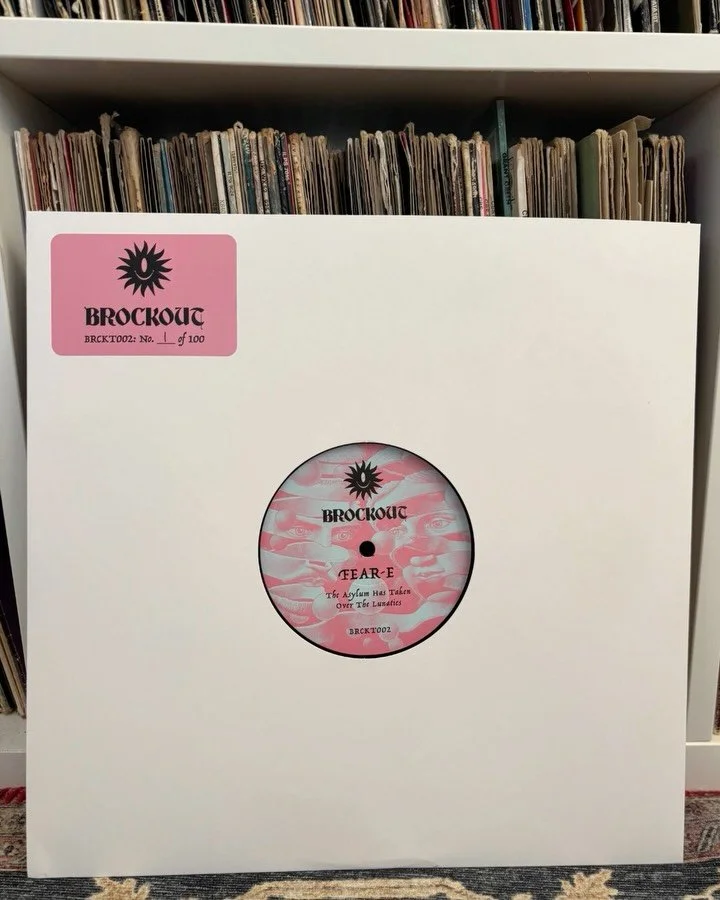 BROCKOUT
BRCKT002: No. 1 of 100
BROCKOUT
FEAR-E
The Asylum Has Taken
Over The Lunatics
BRCKT002